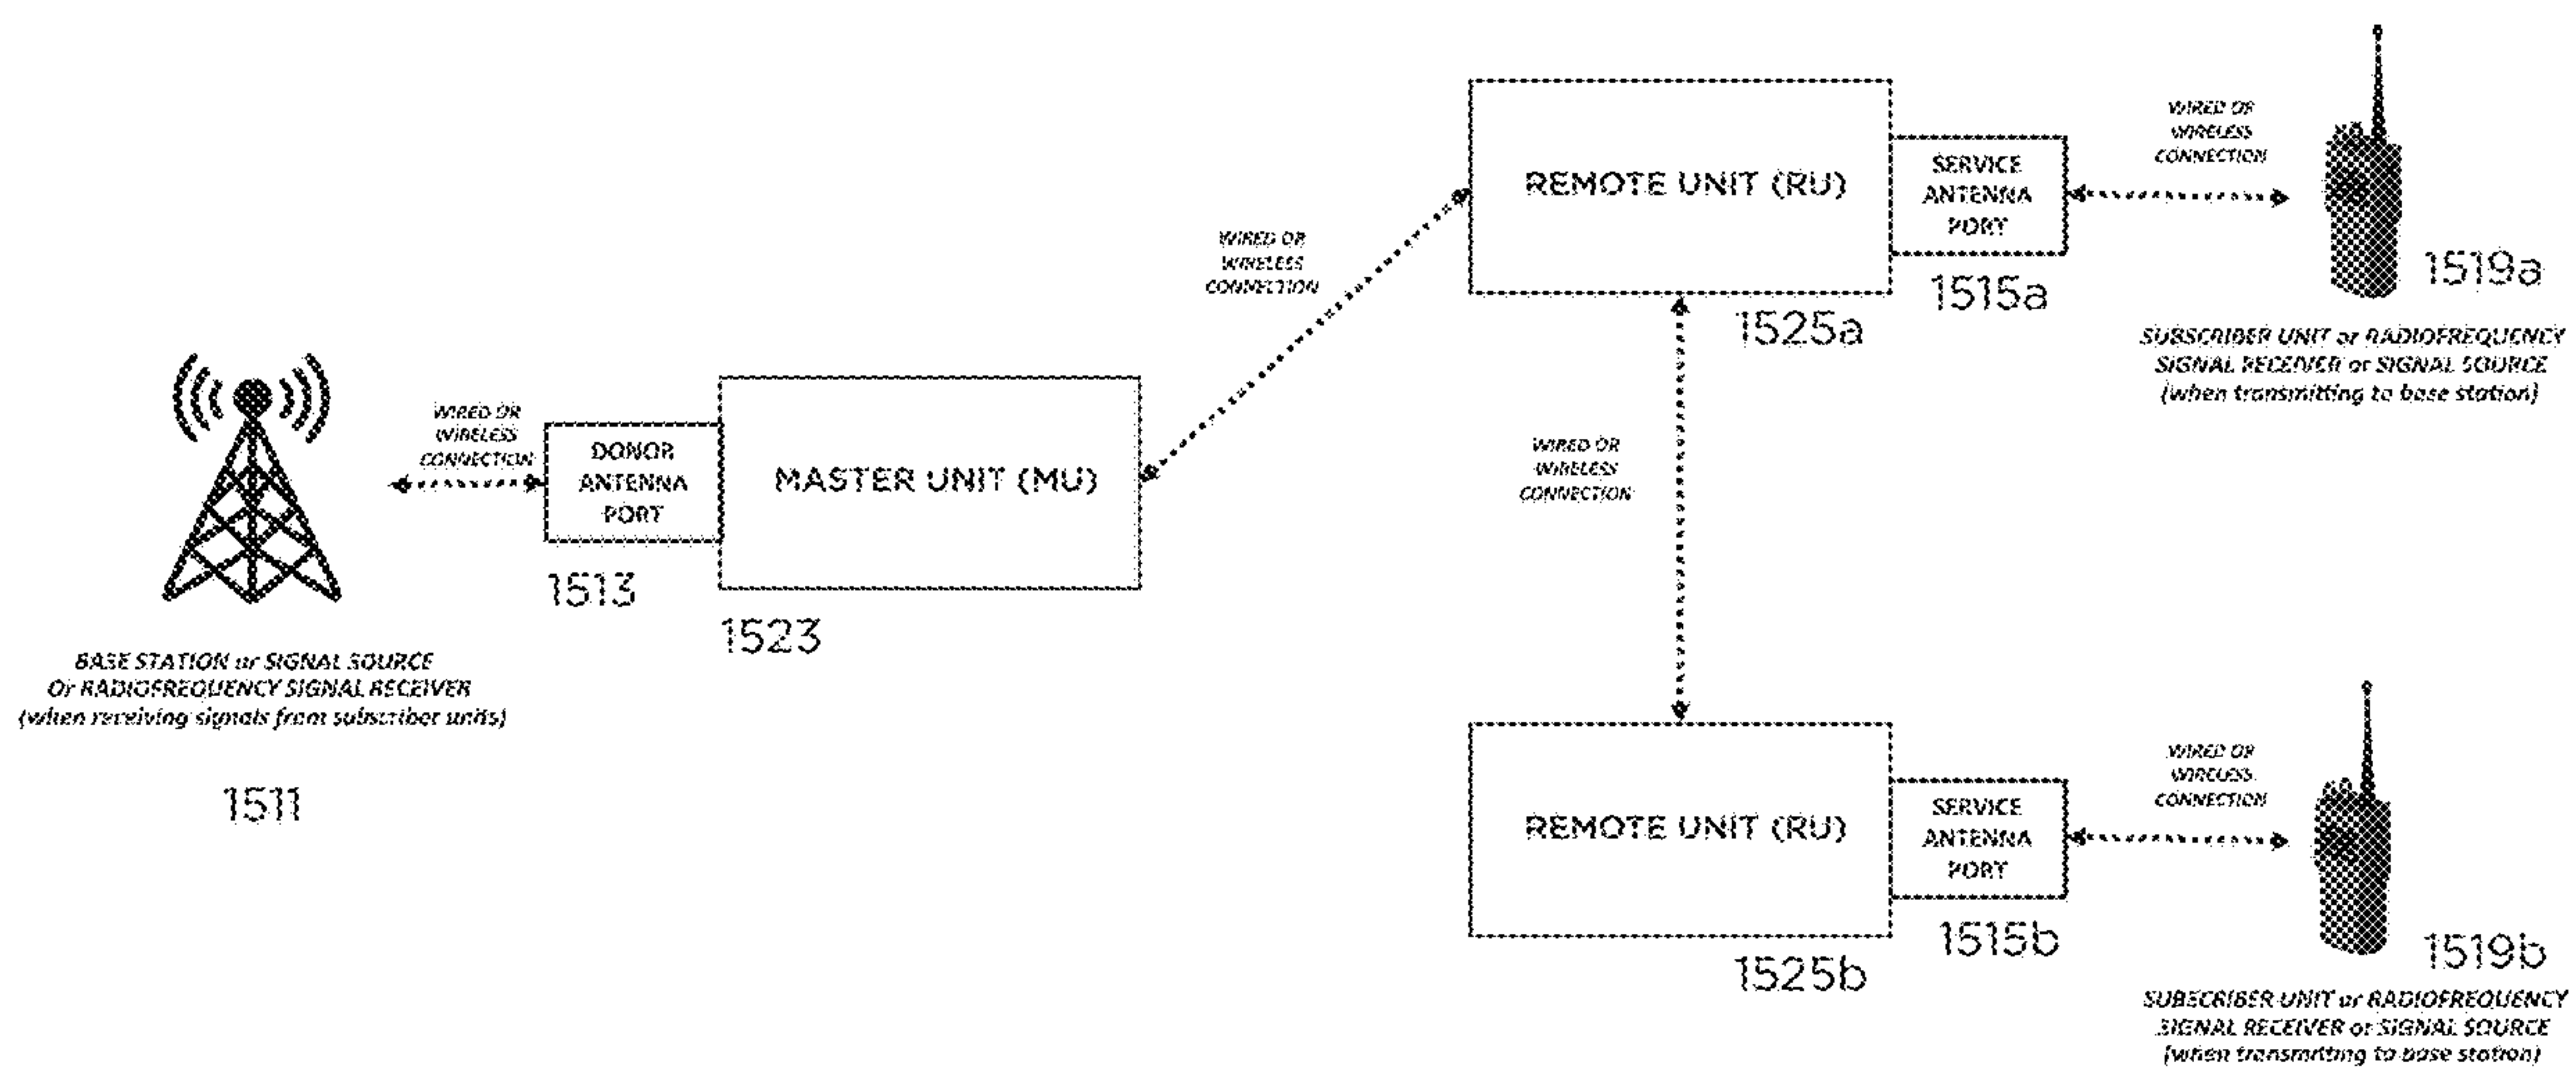 WIRED OR
WIRELESS
CONNECTION
REMOTE UNIT (RU)
SERVICE
ANTENNA
PORT
1515a
1525a
WIRED OR
WIRELESS
CONNECTION
1519a
SUBSCRIBER UNIT or RADIOFREQUENCY
SIGNAL RECEIVER or SIGNAL SOURCE
(when transmitting to base station)
WIRED OR
WIRELESS
CONNECTION
DONOR
ANTENNA
PORT
1513
MASTER UNIT (MU)
1523
BASE STATION or SIGNAL SOURCE
Or RADIOFREQUENCY SIGNAL RECEIVER
(when receiving signals from subscriber units)
1511
WIRED OR
WIRELESS
CONNECTION
REMOTE UNIT (RU)
SERVICE
ANTENNA
PORT
1515b
1525b
WIRED OR
WIRELESS
CONNECTION
1519b
SUBSCRIBER UNIT or RADIOFREQUENCY
SIGNAL RECEIVER or SIGNAL SOURCE
(when transmitting to base station)